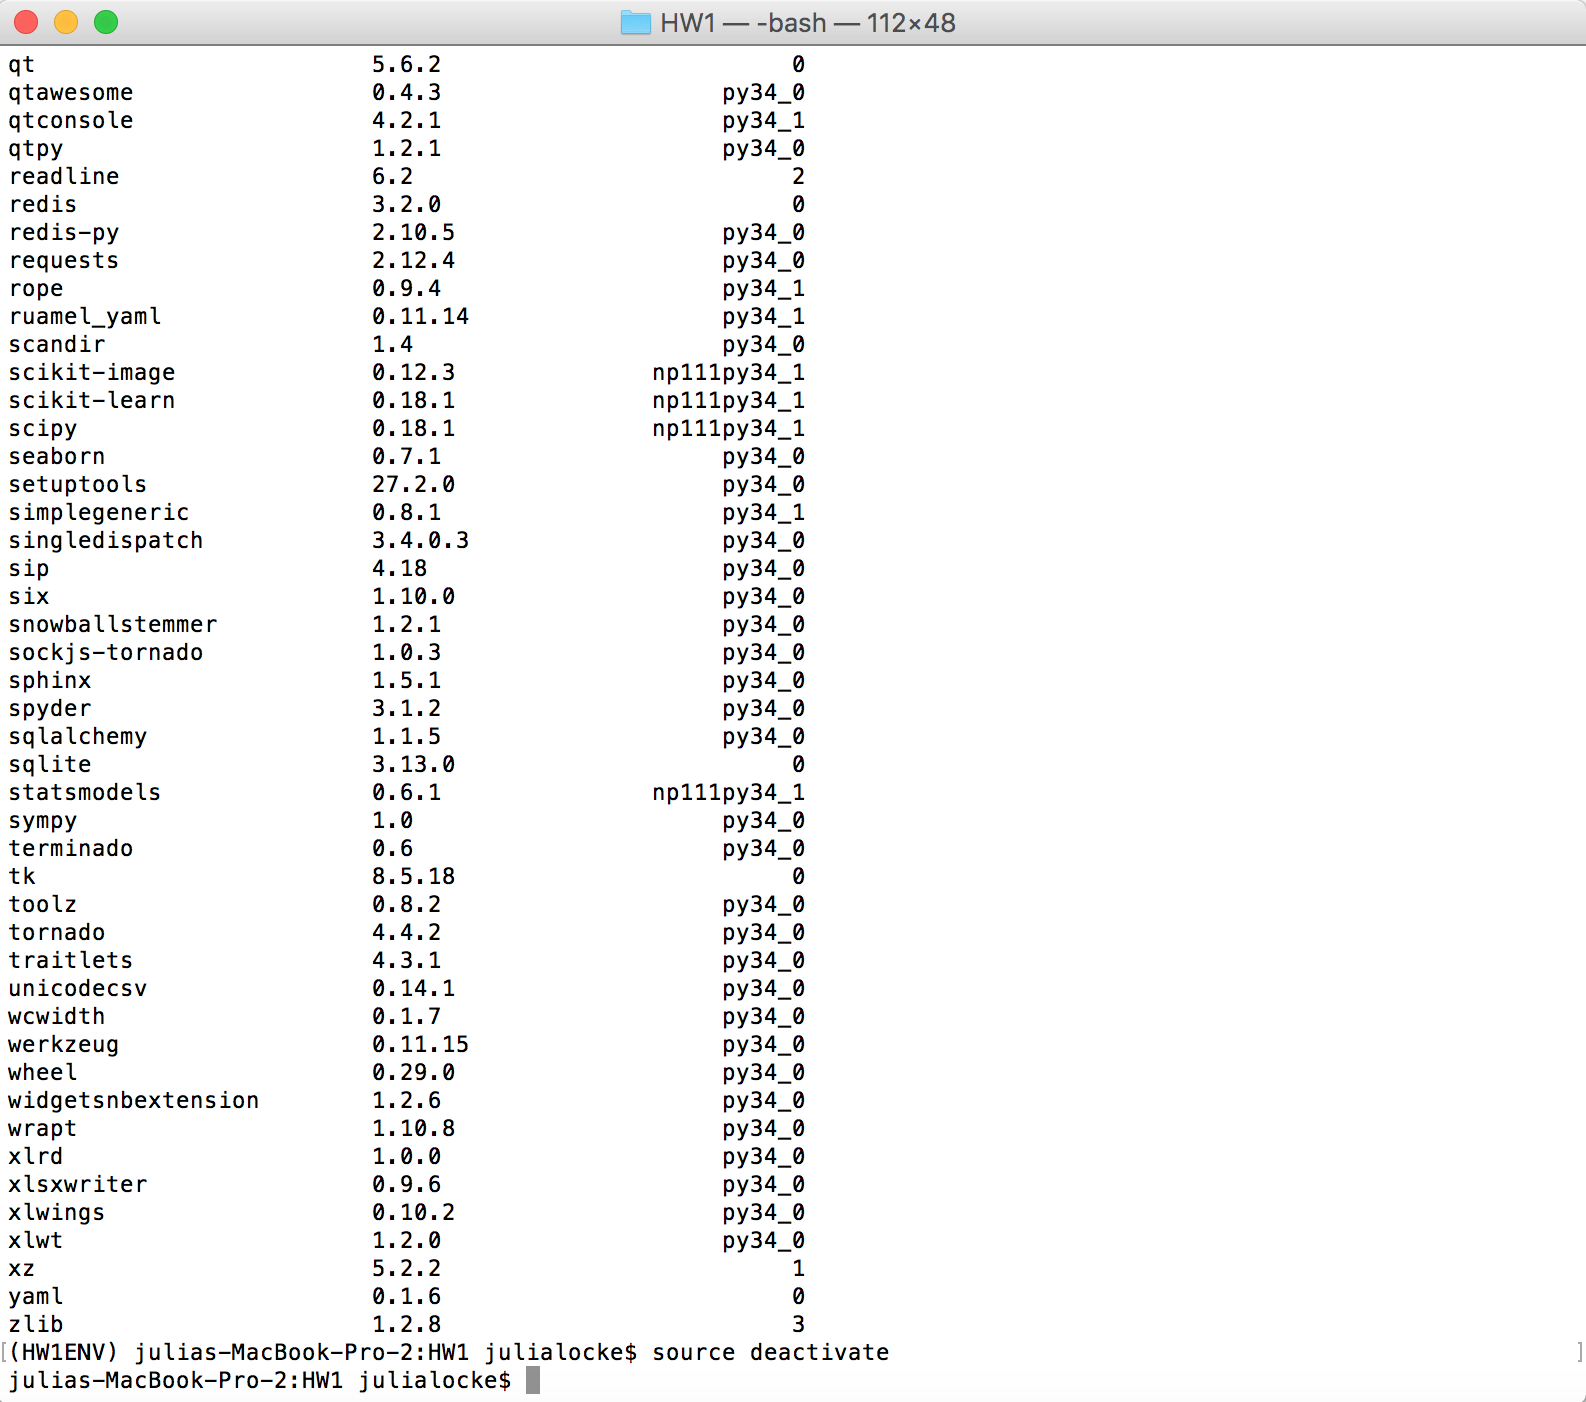 HW1 — -bash — 112×48
qt 5.6.2 0
qtawesome 0.4.3 py34_0
qtconsole 4.2.1 py34_1
qtpy 1.2.1 py34_0
readline 6.2 2
redis 3.2.0 0
redis-py 2.10.5 py34_0
requests 2.12.4 py34_0
rope 0.9.4 py34_1
ruamel_yaml 0.11.14 py34_1
scandir 1.4 py34_0
scikit-image 0.12.3 np111py34_1
scikit-learn 0.18.1 np111py34_1
scipy 0.18.1 np111py34_1
seaborn 0.7.1 py34_0
setuptools 27.2.0 py34_0
simplegeneric 0.8.1 py34_1
singledispatch 3.4.0.3 py34_0
sip 4.18 py34_0
six 1.10.0 py34_0
snowballstemmer 1.2.1 py34_0
sockjs-tornado 1.0.3 py34_0
sphinx 1.5.1 py34_0
spyder 3.1.2 py34_0
sqlalchemy 1.1.5 py34_0
sqlite 3.13.0 0
statsmodels 0.6.1 np111py34_1
sympy 1.0 py34_0
terminado 0.6 py34_0
tk 8.5.18 0
toolz 0.8.2 py34_0
tornado 4.4.2 py34_0
traitlets 4.3.1 py34_0
unicodecsv 0.14.1 py34_0
wcwidth 0.1.7 py34_0
werkzeug 0.11.15 py34_0
wheel 0.29.0 py34_0
widgetsnbextension 1.2.6 py34_0
wrapt 1.10.8 py34_0
xlrd 1.0.0 py34_0
xlsxwriter 0.9.6 py34_0
xlwings 0.10.2 py34_0
xlwt 1.2.0 py34_0
xz 5.2.2 1
yaml 0.1.6 0
zlib 1.2.8 3
[(HW1ENV) julias-MacBook-Pro-2:HW1 julialocke$ source deactivate ]
julias-MacBook-Pro-2:HW1 julialocke$